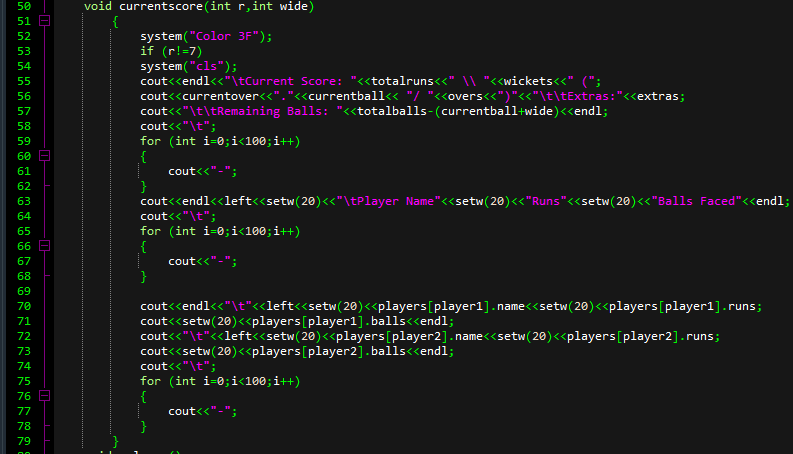 50 void currentscore(int r,int wide)
51 {
52 system("Color 3F");
53 if (r!=7)
54 system("cls");
55 cout<<endl<<"\tCurrent Score: "<<totalruns<<" \\ "<<wickets<<" (";
56 cout<<currentover<<"."<<currentball<< "/ "<<overs<<")"<<"\t\tExtras:"<<extras;
57 cout<<"\t\tRemaining Balls: "<<totalballs-(currentball+wide)<<endl;
58 cout<<"\t";
59 for (int i=0;i<100;i++)
60 {
61 cout<<"-";
62 }
63 cout<<endl<<left<<setw(20)<<"\tPlayer Name"<<setw(20)<<"Runs"<<setw(20)<<"Balls Faced"<<endl;
64 cout<<"\t";
65 for (int i=0;i<100;i++)
66 {
67 cout<<"-";
68 }
69
70 cout<<endl<<"\t"<<left<<setw(20)<<players[player1].name<<setw(20)<<players[player1].runs;
71 cout<<setw(20)<<players[player1].balls<<endl;
72 cout<<"\t"<<left<<setw(20)<<players[player2].name<<setw(20)<<players[player2].runs;
73 cout<<setw(20)<<players[player2].balls<<endl;
74 cout<<"\t";
75 for (int i=0;i<100;i++)
76 {
77 cout<<"-";
78 }
79 }